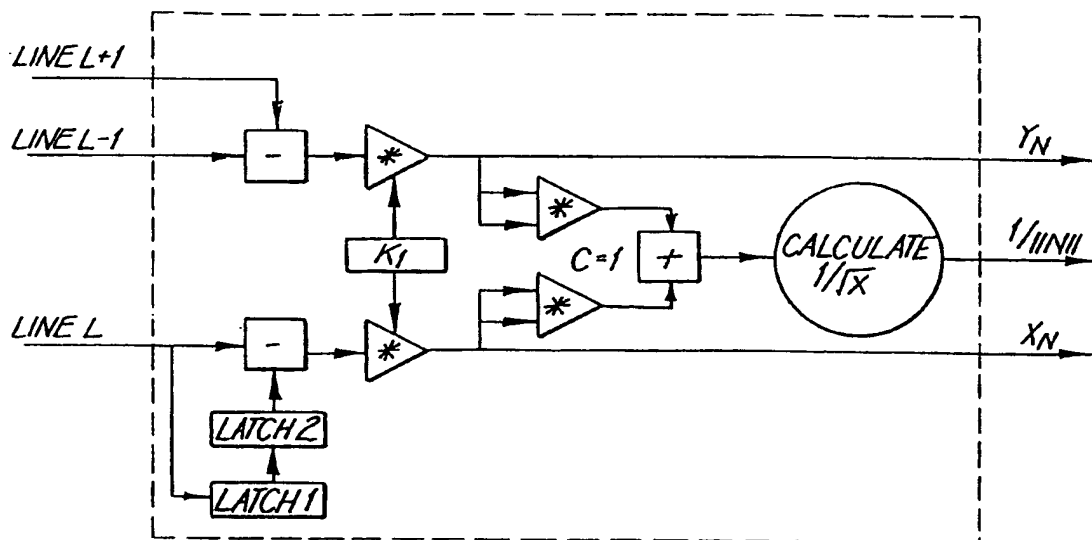 LINE L+1
LINE L-1
-
*
Y_N
*
K1
C=1
+
CALCULATE
1/√X
1/||N||
*
LINE L
-
*
X_N
LATCH 2
LATCH 1